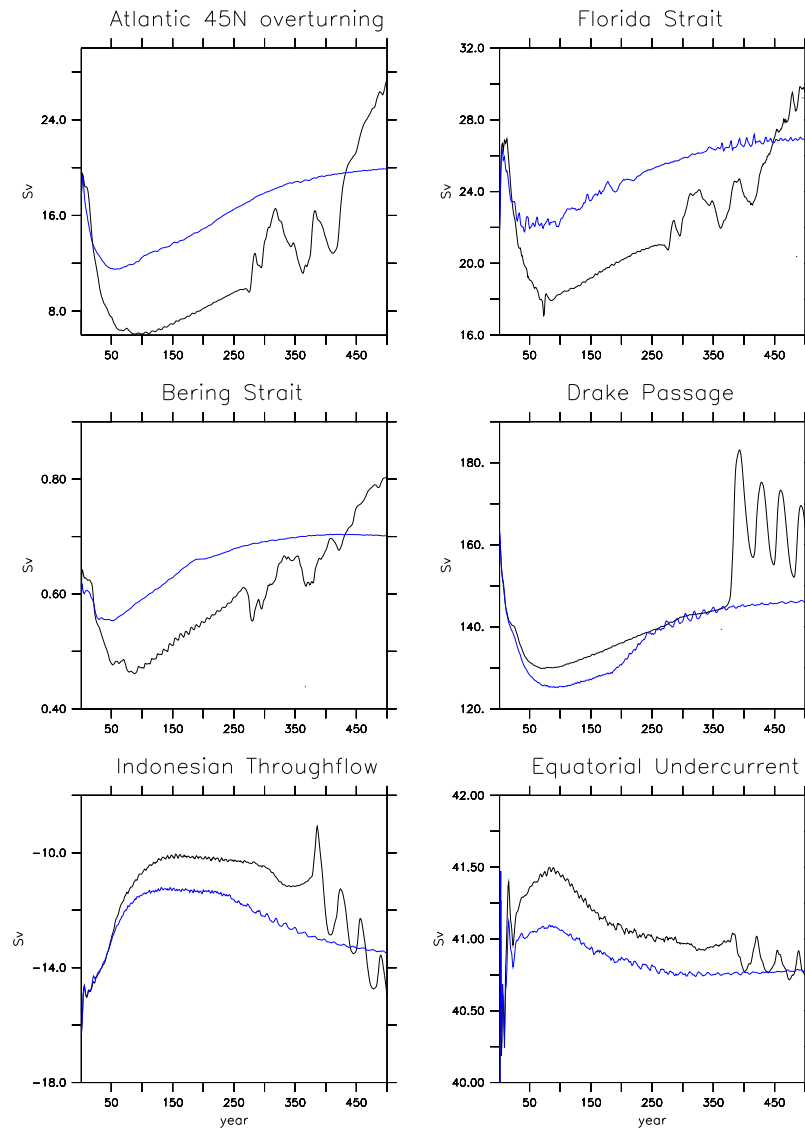 Atlantic 45N overturning
Florida Strait
32.0
24.0
28.0
Sv
Sv
24.0
16.0
20.0
8.0
16.0
50 150 250 350 450
50 150 250 350 450
Bering Strait
Drake Passage
0.80
180.
Sv
Sv
160.
0.60
140.
0.40
120.
50 150 250 350 450
50 150 250 350 450
Indonesian Throughflow
Equatorial Undercurrent
42.00
-10.0
41.50
Sv
Sv
41.00
-14.0
40.50
-18.0
40.00
50 150 250 350 450
50 150 250 350 450
year
year